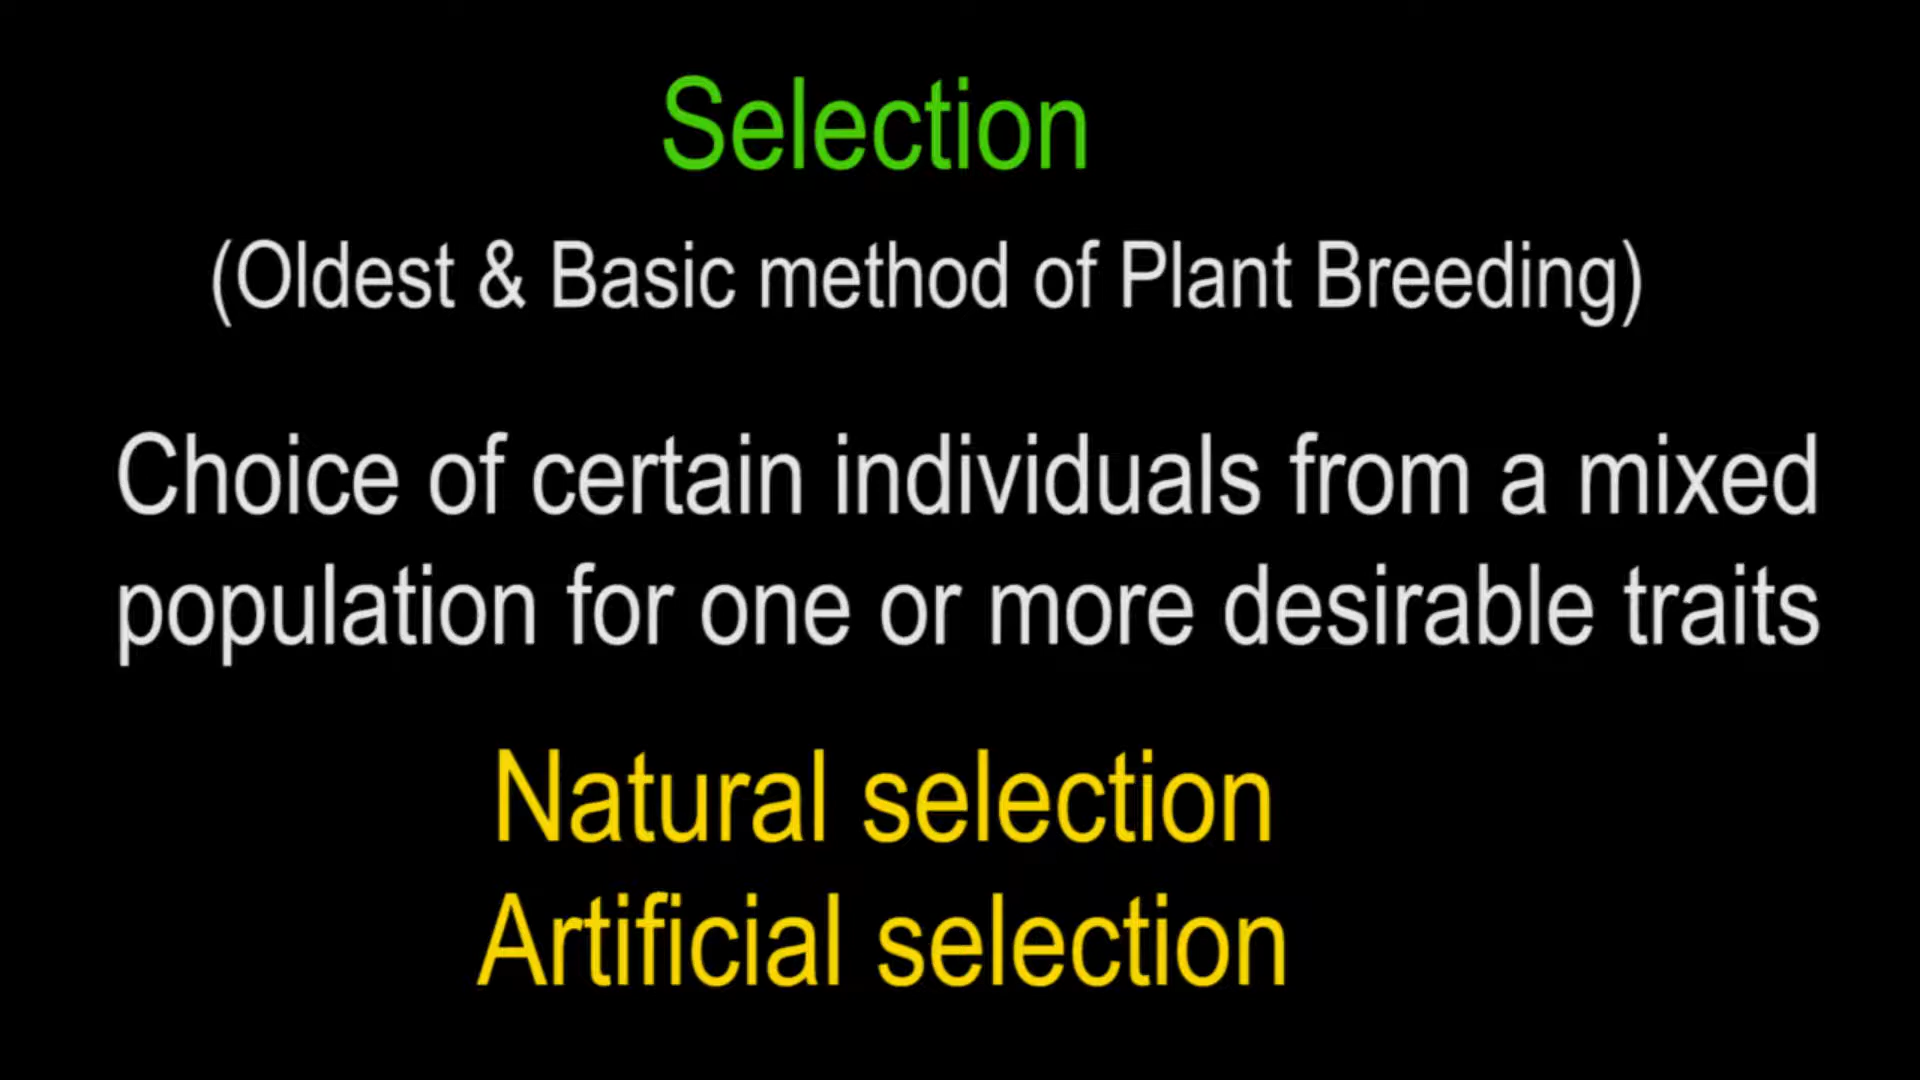 Selection
(Oldest & Basic method of Plant Breeding)
Choice of certain individuals from a mixed
population for one or more desirable traits
Natural selection
Artificial selection